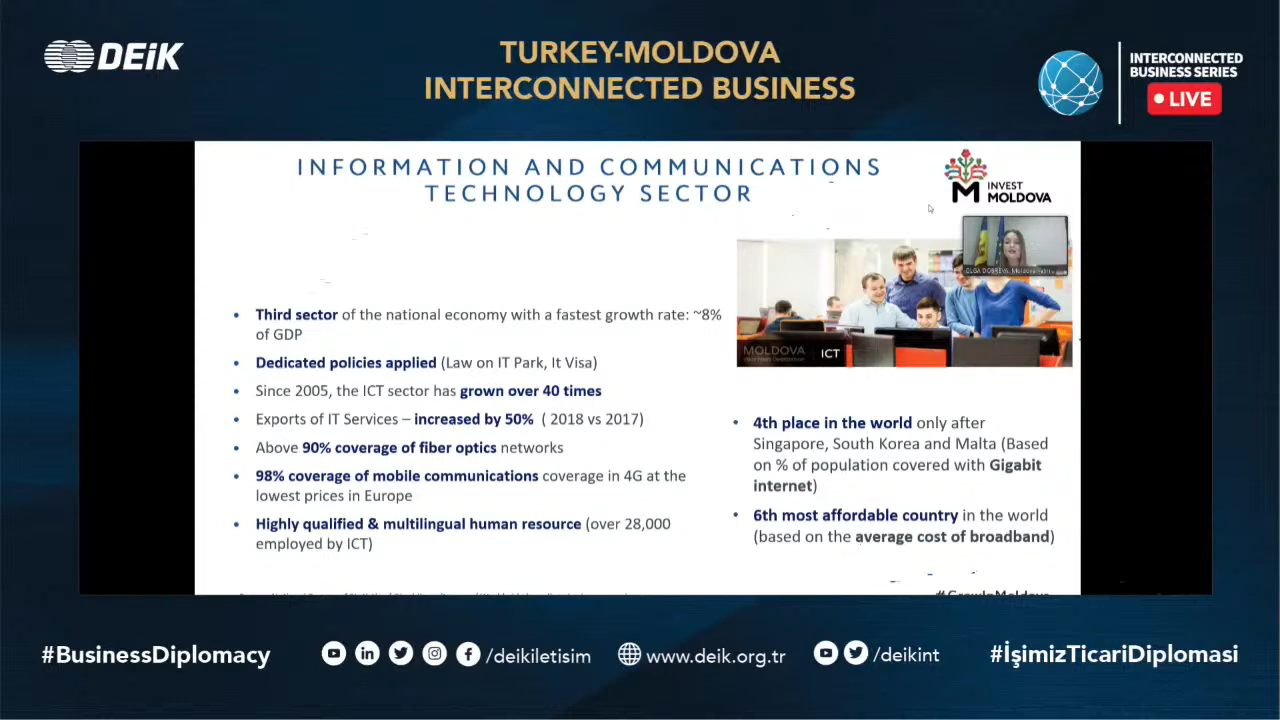 DEiK
TURKEY-MOLDOVA
INTERCONNECTED BUSINESS
INTERCONNECTED
BUSINESS SERIES
LIVE
INFORMATION AND COMMUNICATIONS
TECHNOLOGY SECTOR
M INVEST
MOLDOVA
OLGA DOBREVA, Moldova
MOLDOVA
ICT
• Third sector of the national economy with a fastest growth rate: ~8%
of GDP
• Dedicated policies applied (Law on IT Park, It Visa)
• Since 2005, the ICT sector has grown over 40 times
• Exports of IT Services – increased by 50% ( 2018 vs 2017)
• Above 90% coverage of fiber optics networks
• 98% coverage of mobile communications coverage in 4G at the
lowest prices in Europe
• Highly qualified & multilingual human resource (over 28,000
employed by ICT)
• 4th place in the world only after
Singapore, South Korea and Malta (Based
on % of population covered with Gigabit
internet)
• 6th most affordable country in the world
(based on the average cost of broadband)
#GrowInMoldova
#BusinessDiplomacy
/deikiletisim
www.deik.org.tr
/deikint
#İşimizTicariDiplomasi